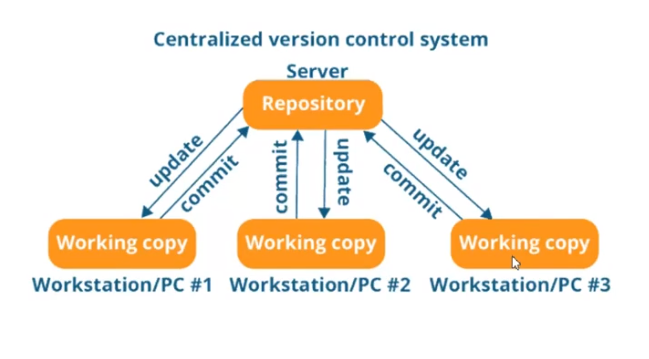 Centralized version control system
Server
Repository
update
commit
commit
update
commit
update
Working copy
Working copy
Working copy
Workstation/PC #1
Workstation/PC #2
Workstation/PC #3